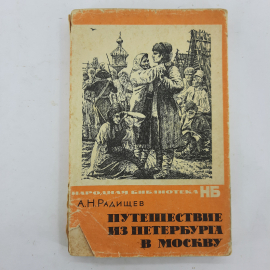 НАРОДНАЯ БИБЛИОТЕКА НБ
А.Н.РАДИЩЕВ
ПУТЕШЕСТВИЕ
ИЗ ПЕТЕРБУРГА
В МОСКВУ